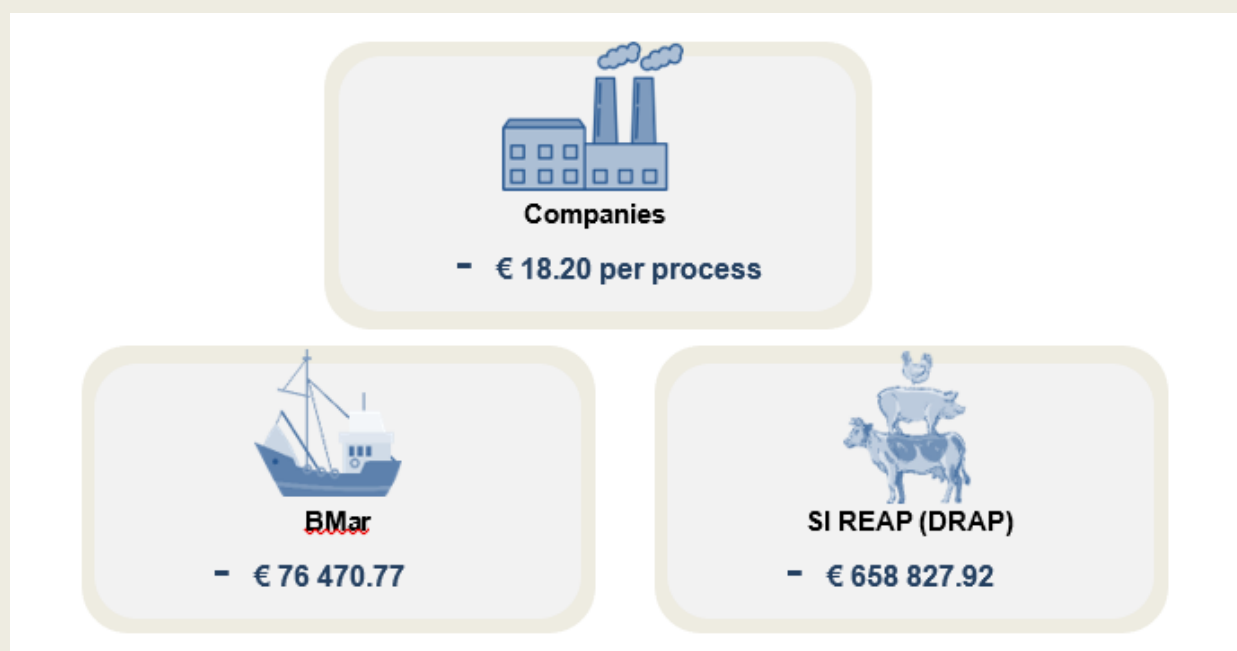 Companies
- € 18.20 per process
BMar
- € 76 470.77
SI REAP (DRAP)
- € 658 827.92